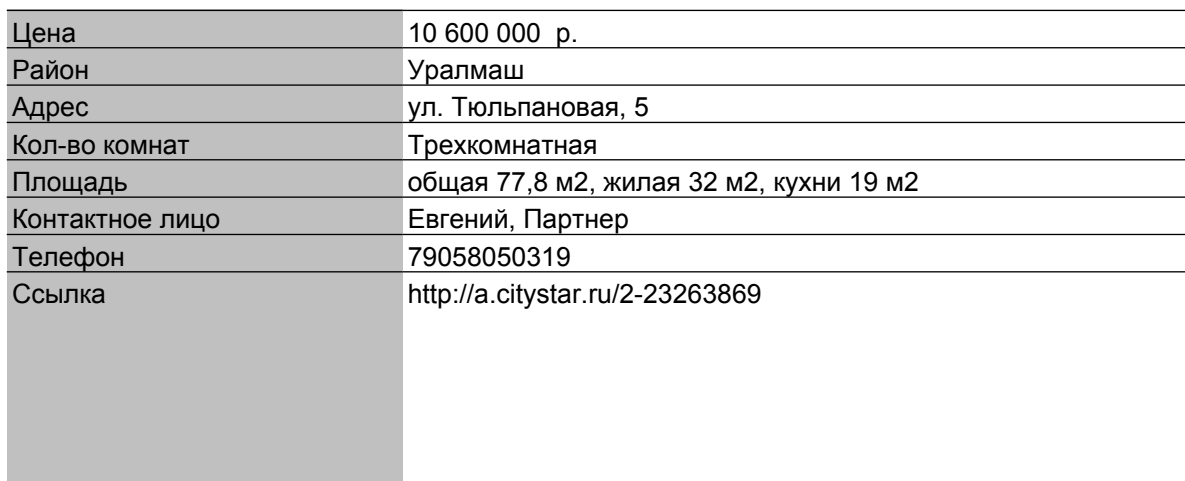 Цена 10 600 000 р.
Район Уралмаш
Адрес ул. Тюльпановая, 5
Кол-во комнат Трехкомнатная
Площадь общая 77,8 м2, жилая 32 м2, кухни 19 м2
Контактное лицо Евгений, Партнер
Телефон 79058050319
Ссылка http://a.citystar.ru/2-23263869